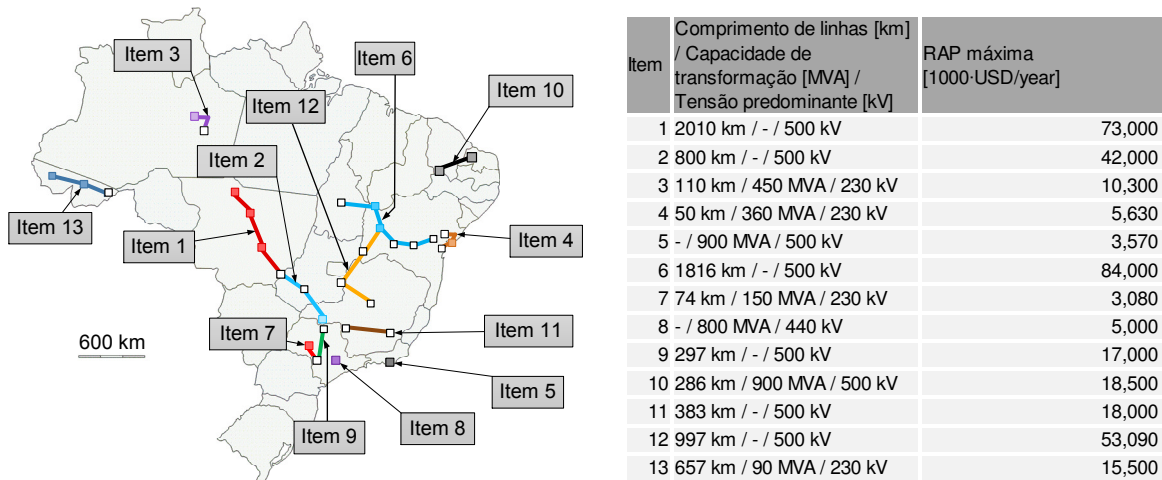 Item 3
Item 6
Item 12
Item 10
Item 2
Item 13
Item 1
Item 4
Item 7
Item 11
600 km
Item 5
Item 9
Item 8
Item
Comprimento de linhas [km]
/ Capacidade de
transformação [MVA] /
Tensão predominante [kV]
RAP máxima
[1000·USD/year]
1 2010 km / - / 500 kV 73,000
2 800 km / - / 500 kV 42,000
3 110 km / 450 MVA / 230 kV 10,300
4 50 km / 360 MVA / 230 kV 5,630
5 - / 900 MVA / 500 kV 3,570
6 1816 km / - / 500 kV 84,000
7 74 km / 150 MVA / 230 kV 3,080
8 - / 800 MVA / 440 kV 5,000
9 297 km / - / 500 kV 17,000
10 286 km / 900 MVA / 500 kV 18,500
11 383 km / - / 500 kV 18,000
12 997 km / - / 500 kV 53,090
13 657 km / 90 MVA / 230 kV 15,500